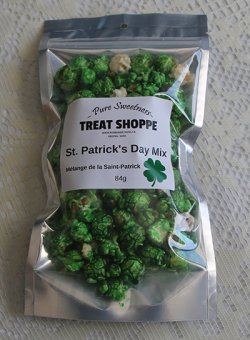 Pure Sweetness
TREAT SHOPPE
St. Patrick's Day Mix
Mélange de la Saint-Patrick
84g